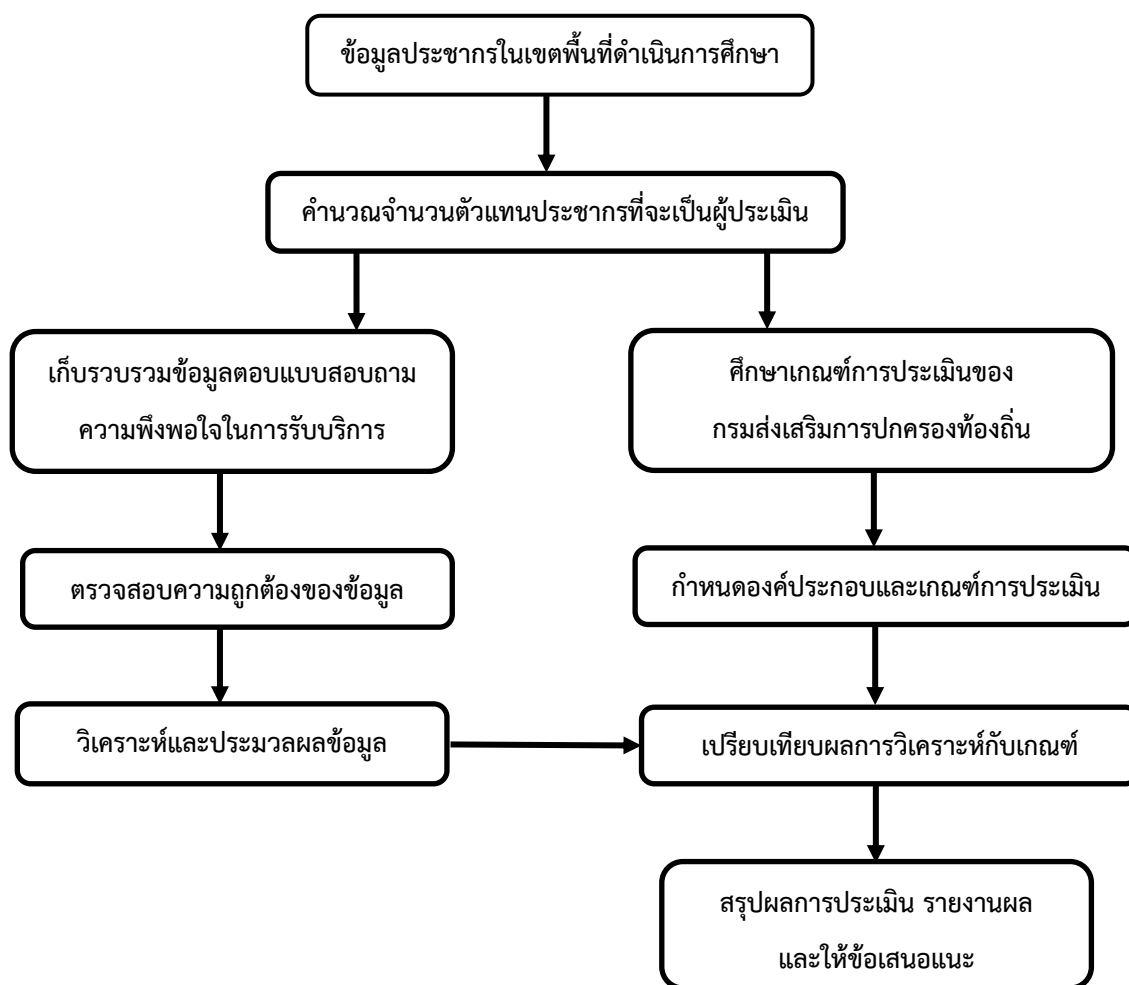 ข้อมูลประชากรในเขตพื้นที่ดำเนินการศึกษา
คำนวณจำนวนตัวแทนประชากรที่จะเป็นผู้ประเมิน
เก็บรวบรวมข้อมูลตอบแบบสอบถาม
ความพึงพอใจในการรับบริการ
ศึกษาเกณฑ์การประเมินของ
กรมส่งเสริมการปกครองท้องถิ่น
ตรวจสอบความถูกต้องของข้อมูล
กำหนดองค์ประกอบและเกณฑ์การประเมิน
วิเคราะห์และประมวลผลข้อมูล
เปรียบเทียบผลการวิเคราะห์กับเกณฑ์
สรุปผลการประเมิน รายงานผล
และให้ข้อเสนอแนะ